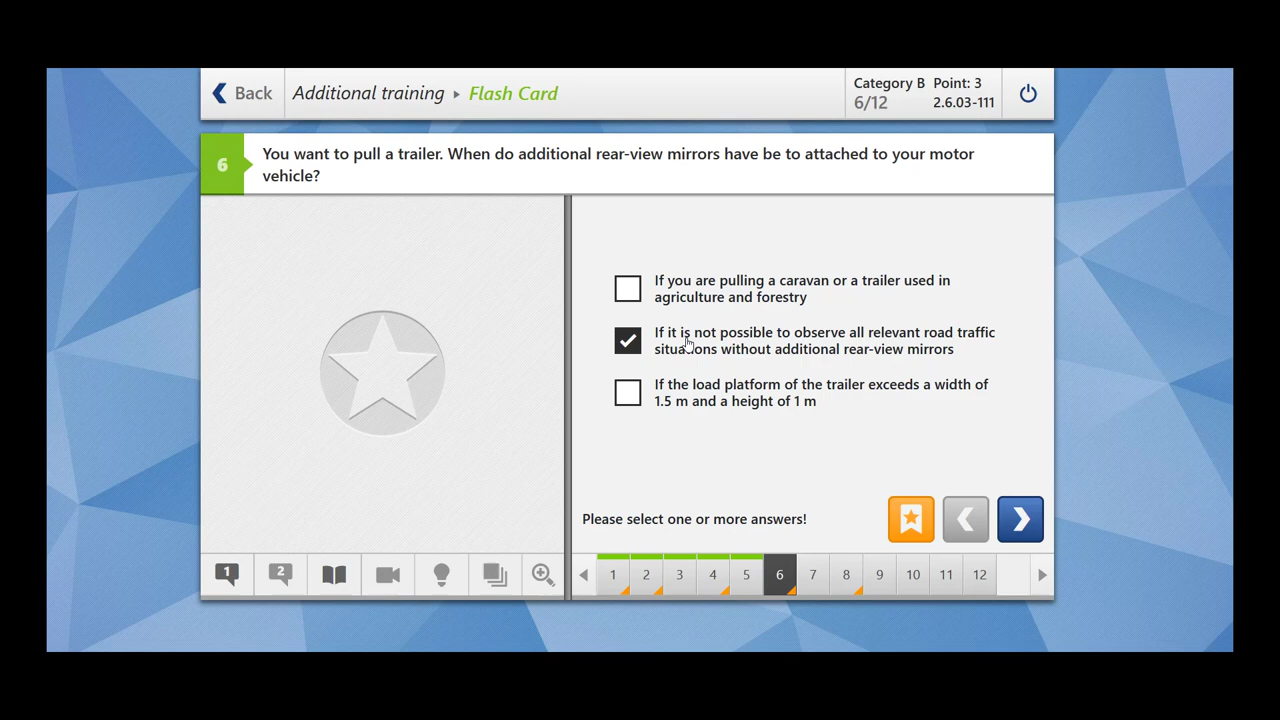 Back
Additional training ▸ Flash Card
Category B Point: 3
6/12 2.6.03-111
6
You want to pull a trailer. When do additional rear-view mirrors have be to attached to your motor
vehicle?
If you are pulling a caravan or a trailer used in
agriculture and forestry
If it is not possible to observe all relevant road traffic
situations without additional rear-view mirrors
If the load platform of the trailer exceeds a width of
1.5 m and a height of 1 m
Please select one or more answers!
1 2
1 2 3 4 5 6 7 8 9 10 11 12